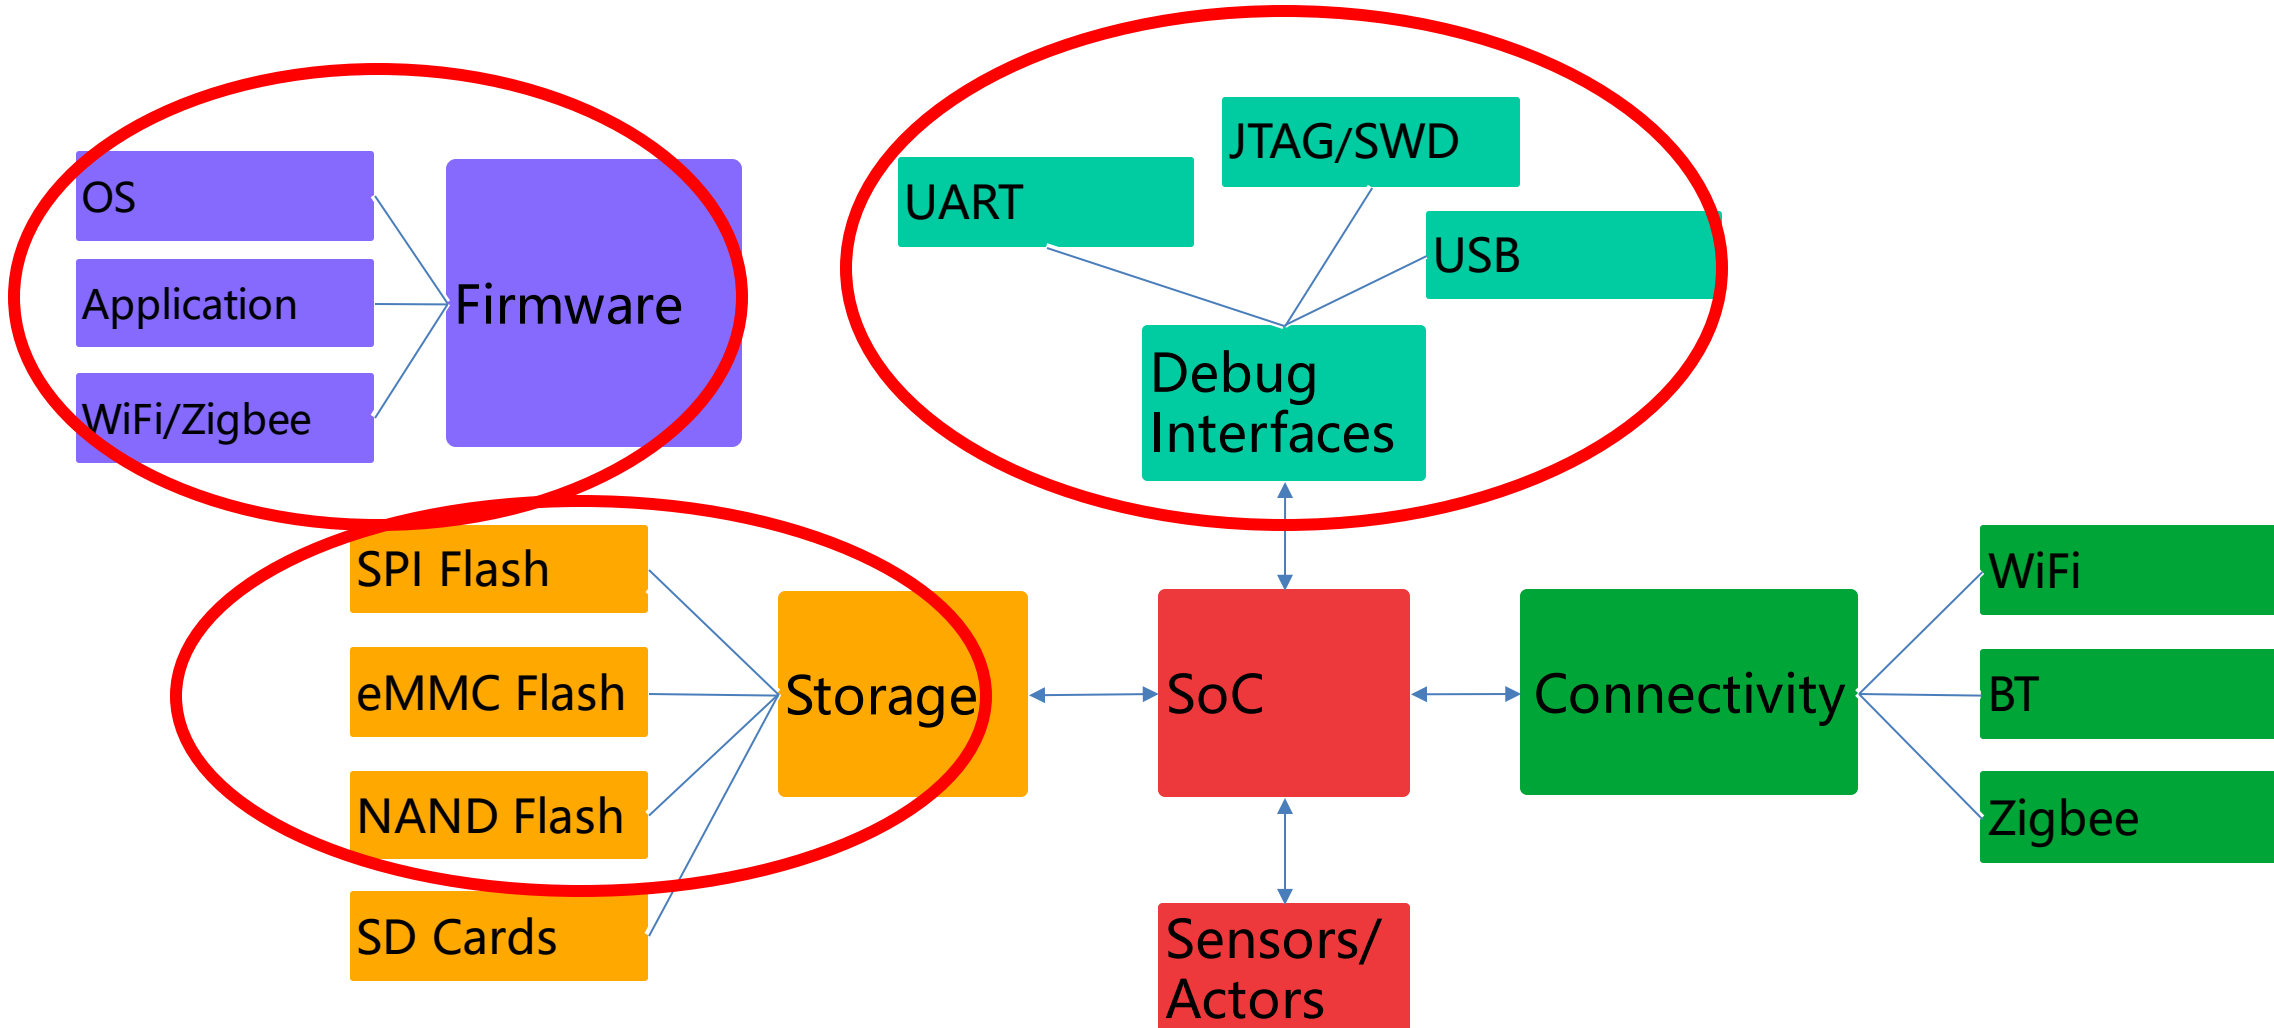 OS
Application
WiFi/Zigbee
Firmware
UART
JTAG/SWD
USB
Debug
Interfaces
SPI Flash
eMMC Flash
NAND Flash
SD Cards
Storage
SoC
Connectivity
WiFi
BT
Zigbee
Sensors/
Actors